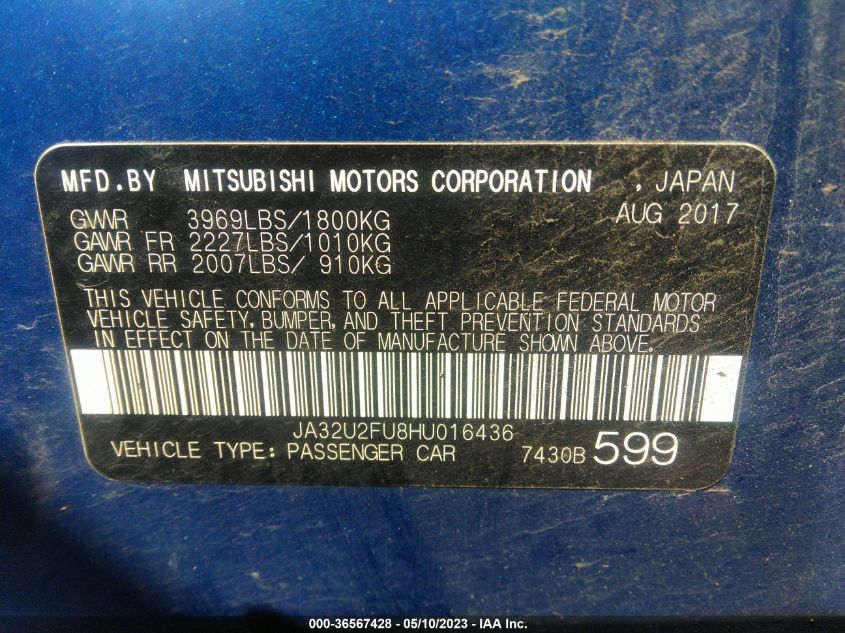 MFD.BY MITSUBISHI MOTORS CORPORATION , JAPAN
GVWR 3969LBS/1800KG AUG 2017
GAWR FR 2227LBS/1010KG
GAWR RR 2007LBS/ 910KG
THIS VEHICLE CONFORMS TO ALL APPLICABLE FEDERAL MOTOR
VEHICLE SAFETY, BUMPER, AND THEFT PREVENTION STANDARDS
IN EFFECT ON THE DATE OF MANUFACTURE SHOWN ABOVE.
JA32U2FU8HU016436
VEHICLE TYPE: PASSENGER CAR 7430B 599
000-36567428 - 05/10/2023 - IAA Inc.